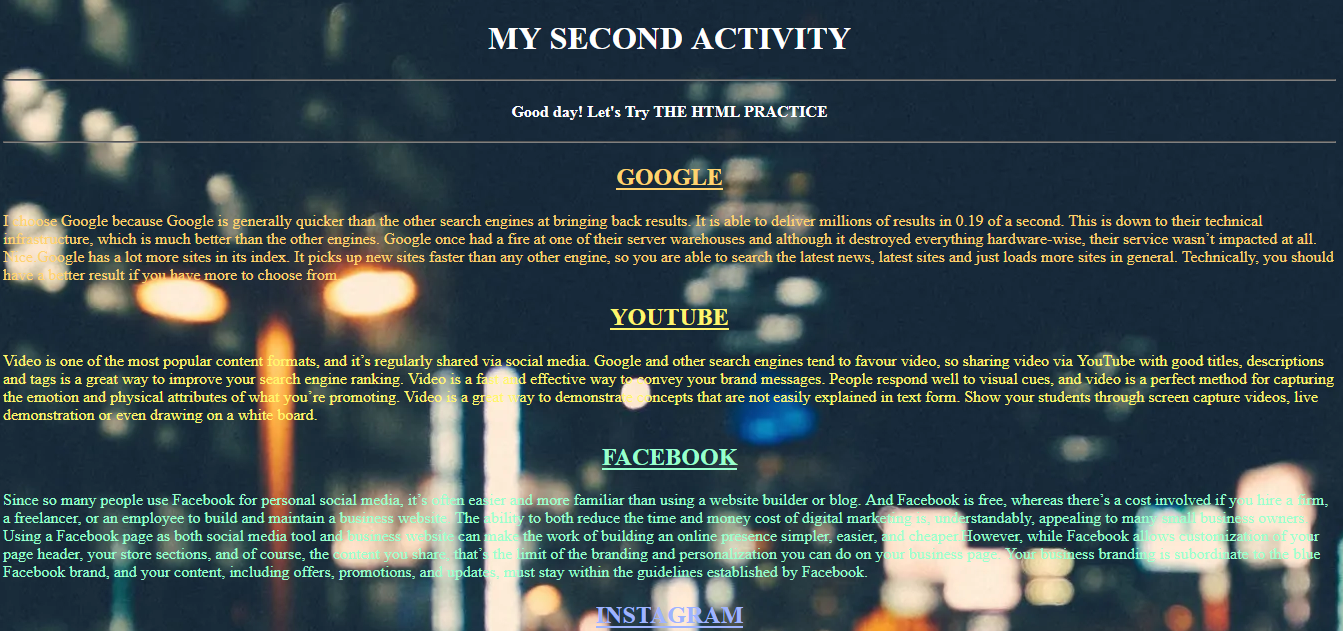 MY SECOND ACTIVITY
Good day! Let's Try THE HTML PRACTICE
GOOGLE
I choose Google because Google is generally quicker than the other search engines at bringing back results. It is able to deliver millions of results in 0.19 of a second. This is down to their technical
infrastructure, which is much better than the other engines. Google once had a fire at one of their server warehouses and although it destroyed everything hardware-wise, their service wasn’t impacted at all.
Nice Google has a lot more sites in its index. It picks up new sites faster than any other engine, so you are able to search the latest news, latest sites and just loads more sites in general. Technically, you should
have a better result if you have more to choose from.
YOUTUBE
Video is one of the most popular content formats, and it’s regularly shared via social media. Google and other search engines tend to favour video, so sharing video via YouTube with good titles, descriptions
and tags is a great way to improve your search engine ranking. Video is a fast and effective way to convey your brand messages. People respond well to visual cues, and video is a perfect method for capturing
the emotion and physical attributes of what you’re promoting. Video is a great way to demonstrate concepts that are not easily explained in text form. Show your students through screen capture videos, live
demonstration or even drawing on a white board.
FACEBOOK
Since so many people use Facebook for personal social media, it’s often easier and more familiar than using a website builder or blog. And Facebook is free, whereas there’s a cost involved if you hire a firm,
a freelancer, or an employee to build and maintain a business website. The ability to both reduce the time and money cost of digital marketing is, understandably, appealing to many small business owners.
Using a Facebook page as both social media tool and business website can make the work of building an online presence simpler, easier, and cheaper.However, while Facebook allows customization of your
page header, your store sections, and of course, the content you share, that’s the limit of the branding and personalization you can do on your business page. Your business branding is subordinate to the blue
Facebook brand, and your content, including offers, promotions, and updates, must stay within the guidelines established by Facebook.
INSTAGRAM